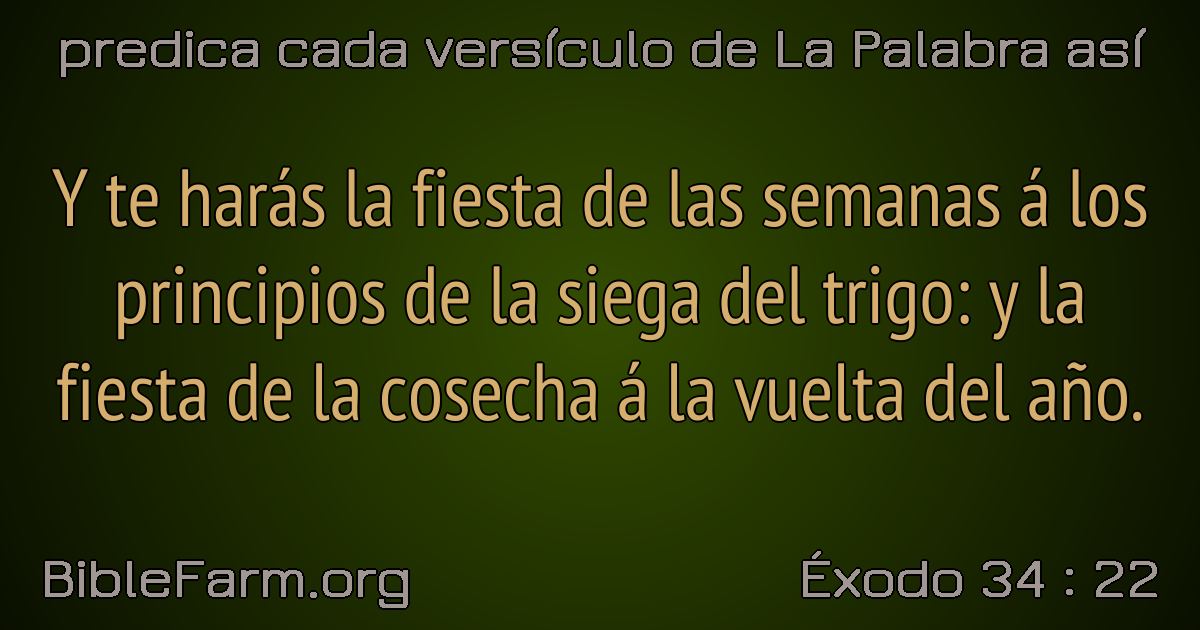 predica cada versículo de La Palabra así
Y te harás la fiesta de las semanas á los
principios de la siega del trigo: y la
fiesta de la cosecha á la vuelta del año.
BibleFarm.org
Éxodo 34 : 22